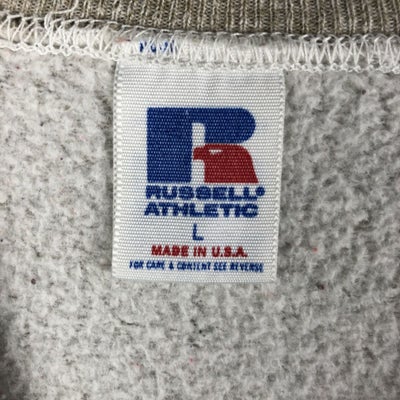 R
RUSSELL®
ATHLETIC
L
MADE IN U.S.A.
FOR CARE & CONTENT SEE REVERSE